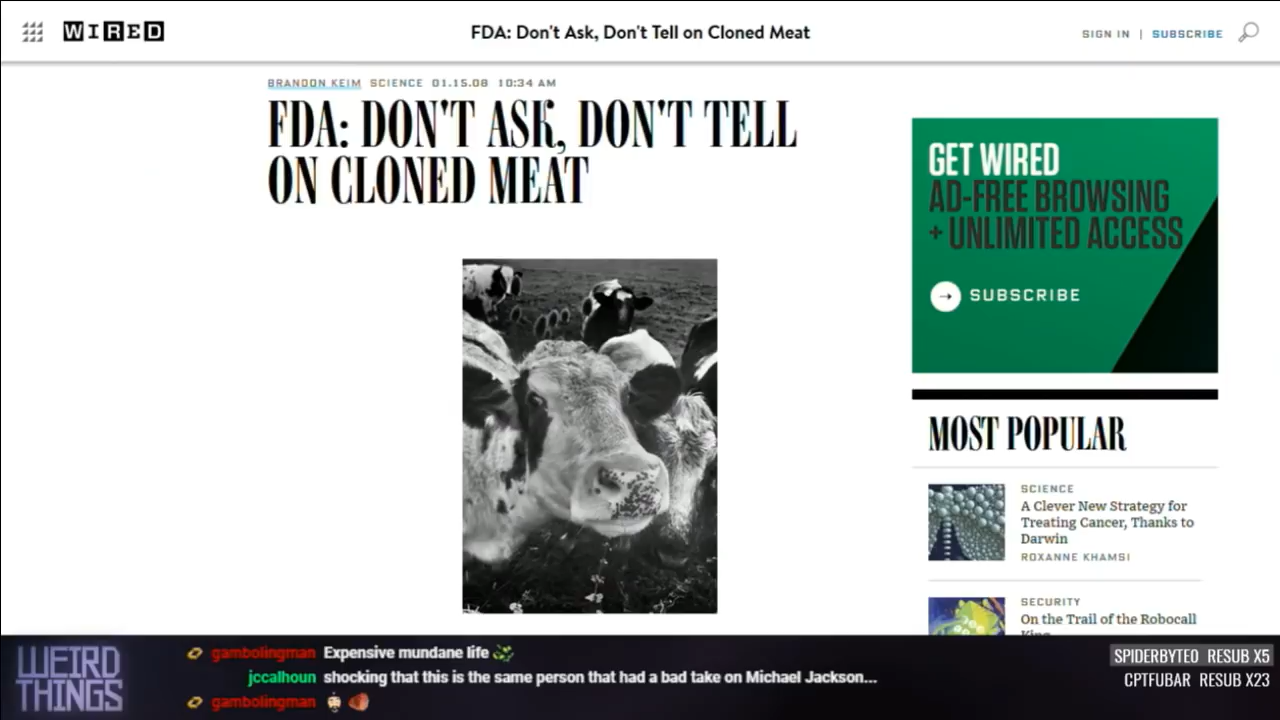 WIRED
FDA: Don't Ask, Don't Tell on Cloned Meat
SIGN IN | SUBSCRIBE
BRANDON KEIM SCIENCE 01.15.08 10:34 AM
FDA: DON'T ASK, DON'T TELL
ON CLONED MEAT
GET WIRED
AD-FREE BROWSING
+ UNLIMITED ACCESS
SUBSCRIBE
MOST POPULAR
SCIENCE
A Clever New Strategy for
Treating Cancer, Thanks to
Darwin
ROXANNE KHAMSI
SECURITY
On the Trail of the Robocall
King
WEIRD
THINGS
gambolingman Expensive mundane life
jccalhoun shocking that this is the same person that had a bad take on Michael Jackson...
gambolingman
SPIDERBYTE0 RESUB X5
CPTFUBAR RESUB X23